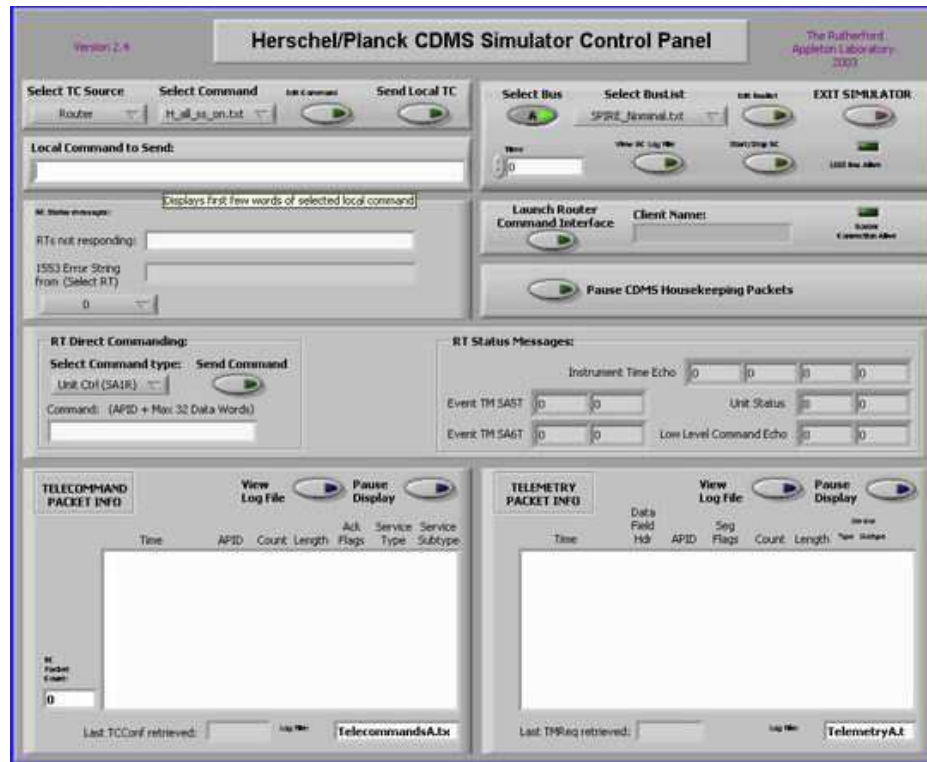 Version 2.4
Herschel/Planck CDMS Simulator Control Panel
The Rutherford
Appleton Laboratory
2003
Select TC Source
Select Command
Edit Command
Send Local TC
Router
H_all_ss_on.txt
Local Command to Send:
Displays first few words of selected local command
Select Bus
Select BusList
Edit Buslist
EXIT SIMULATOR
A
SPIRE_Nominal.txt
Time
0
View BC Log File
Start/Stop BC
1553 Bus Alive
BC Status messages:
RTs not responding:
1553 Error String
from (Select RT)
0
Launch Router
Command Interface
Client Name:
Router
Connection Alive
Pause CDMS Housekeeping Packets
RT Direct Commanding:
Select Command type:
Send Command
Unit Ctrl (SA1R)
Command: (APID + Max 32 Data Words)
RT Status Messages:
Instrument Time Echo
0
0
0
0
Event TM SA5T
0
0
Unit Status
0
0
Event TM SA6T
0
0
Low Level Command Echo
0
0
TELECOMMAND
PACKET INFO
View
Log File
Pause
Display
Time
APID
Count
Length
Ack
Flags
Service
Type
Service
Subtype
Packet
Count:
0
Last TCConf retrieved:
Log File:
TelecommandsA.tx
TELEMETRY
PACKET INFO
View
Log File
Pause
Display
Time
Data
Field
Hdr
APID
Seg
Flags
Count
Length
Service
Type
Subtype
Last TMReq retrieved:
Log File:
TelemetryA.t